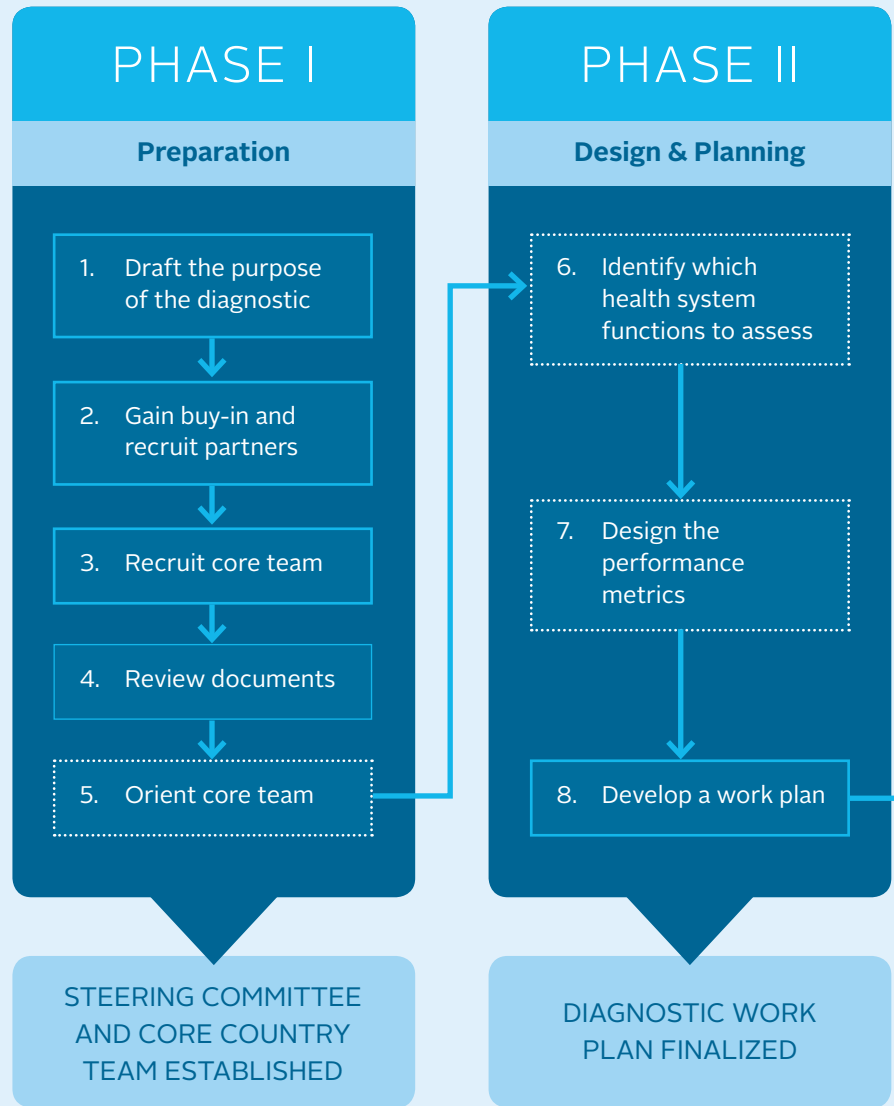 PHASE I
Preparation
1. Draft the purpose
of the diagnostic
2. Gain buy-in and
recruit partners
3. Recruit core team
4. Review documents
5. Orient core team
STEERING COMMITTEE
AND CORE COUNTRY
TEAM ESTABLISHED
PHASE II
Design & Planning
6. Identify which
health system
functions to assess
7. Design the
performance
metrics
8. Develop a work plan
DIAGNOSTIC WORK
PLAN FINALIZED